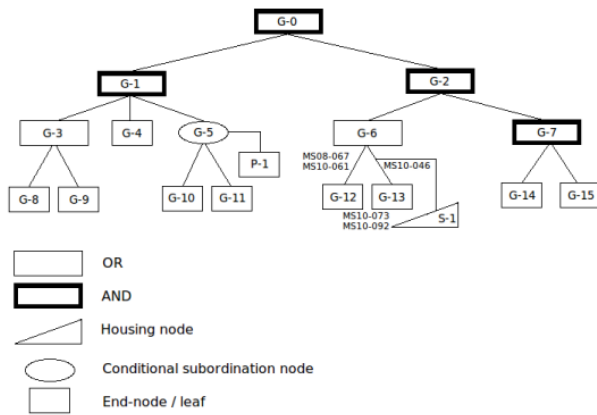 G-0
G-1
G-2
G-3
G-4
G-5
G-6
G-7
P-1
MS08-067
MS10-061
MS10-046
G-8
G-9
G-10
G-11
G-12
G-13
G-14
G-15
MS10-073
MS10-092
S-1
OR
AND
Housing node
Conditional subordination node
End-node / leaf